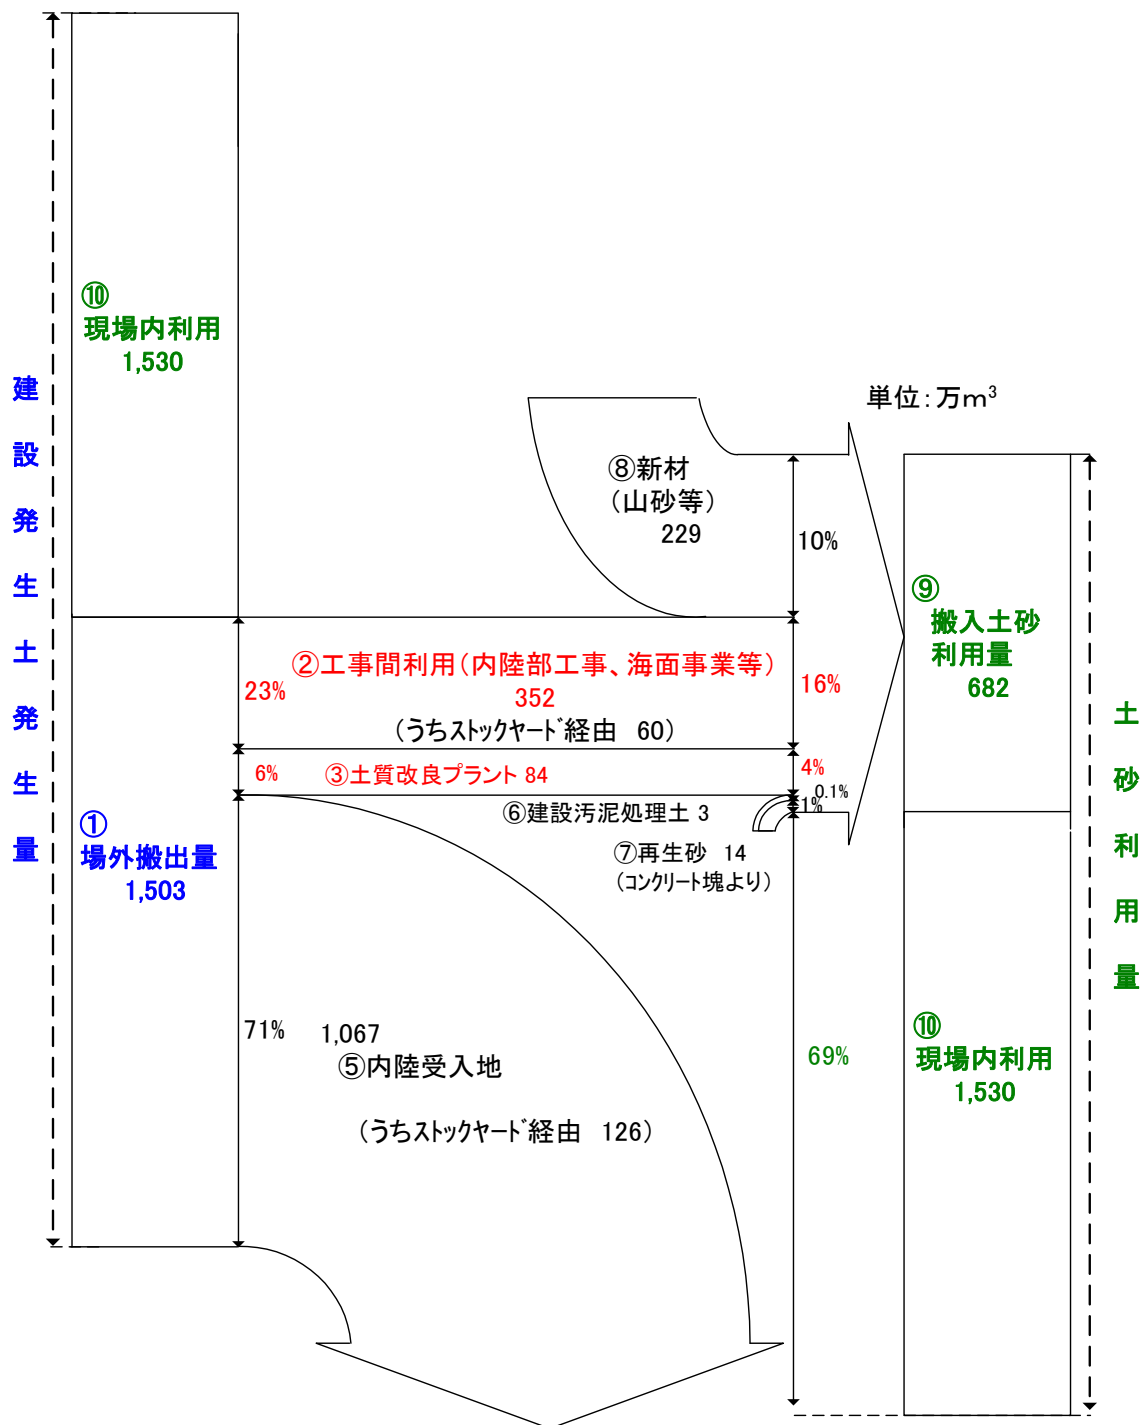 建設発生土発生量
⑩
現場内利用
1,530
単位：万m³
⑧新材
（山砂等）
229
10%
⑨
搬入土砂
利用量
682
②工事間利用（内陸部工事、海面事業等）
23%
352
16%
（うちｽﾄｯｸﾔｰﾄﾞ経由　60）
6%
③土質改良プラント 84
4%
0.1%
1%
⑥建設汚泥処理土 3
①
場外搬出量
1,503
⑦再生砂　14
（ｺﾝｸﾘｰﾄ塊より）
土砂利用量
71%
1,067
⑤内陸受入地
（うちｽﾄｯｸﾔｰﾄﾞ経由　126）
69%
⑩
現場内利用
1,530